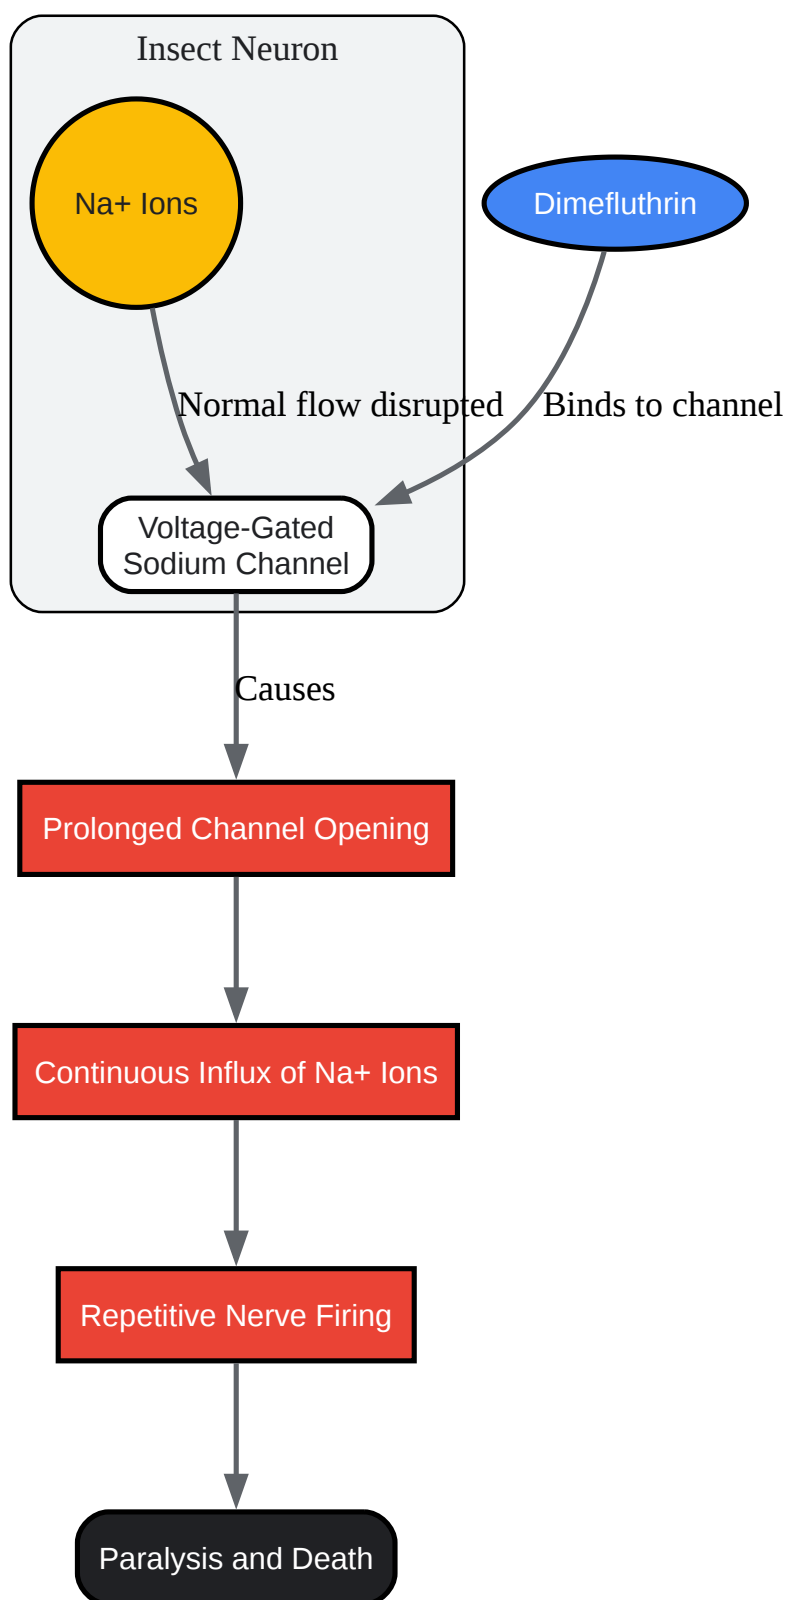 Insect Neuron
Na+ Ions
Dimefluthrin
Normal flow disrupted
Binds to channel
Voltage-Gated
Sodium Channel
Causes
Prolonged Channel Opening
Continuous Influx of Na+ Ions
Repetitive Nerve Firing
Paralysis and Death